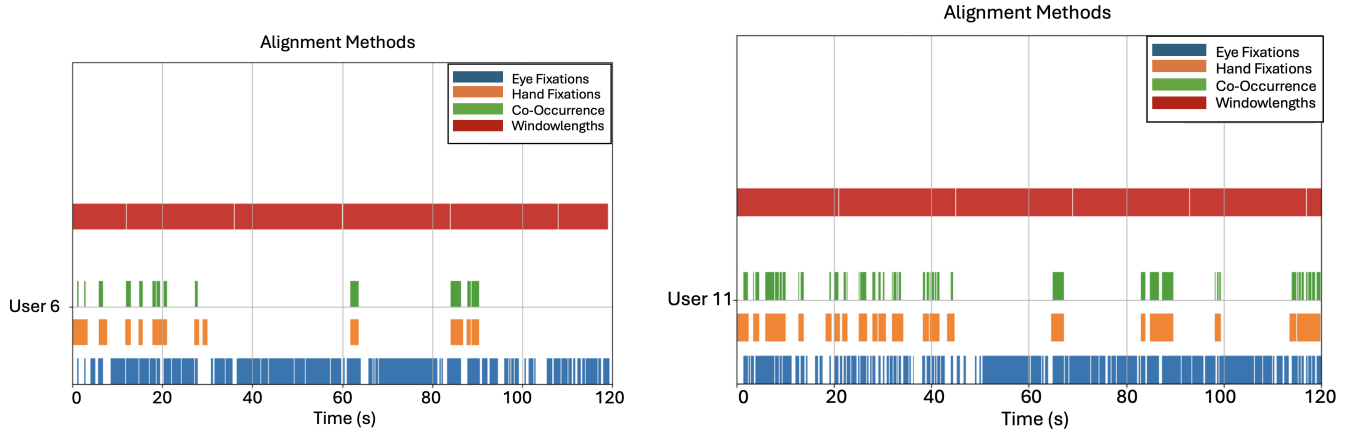 Alignment Methods
Eye Fixations
Hand Fixations
Co-Occurrence
Windowlengths
User 6
0 20 40 60 80 100 120
Time (s)
Alignment Methods
Eye Fixations
Hand Fixations
Co-Occurrence
Windowlengths
User 11
0 20 40 60 80 100 120
Time (s)